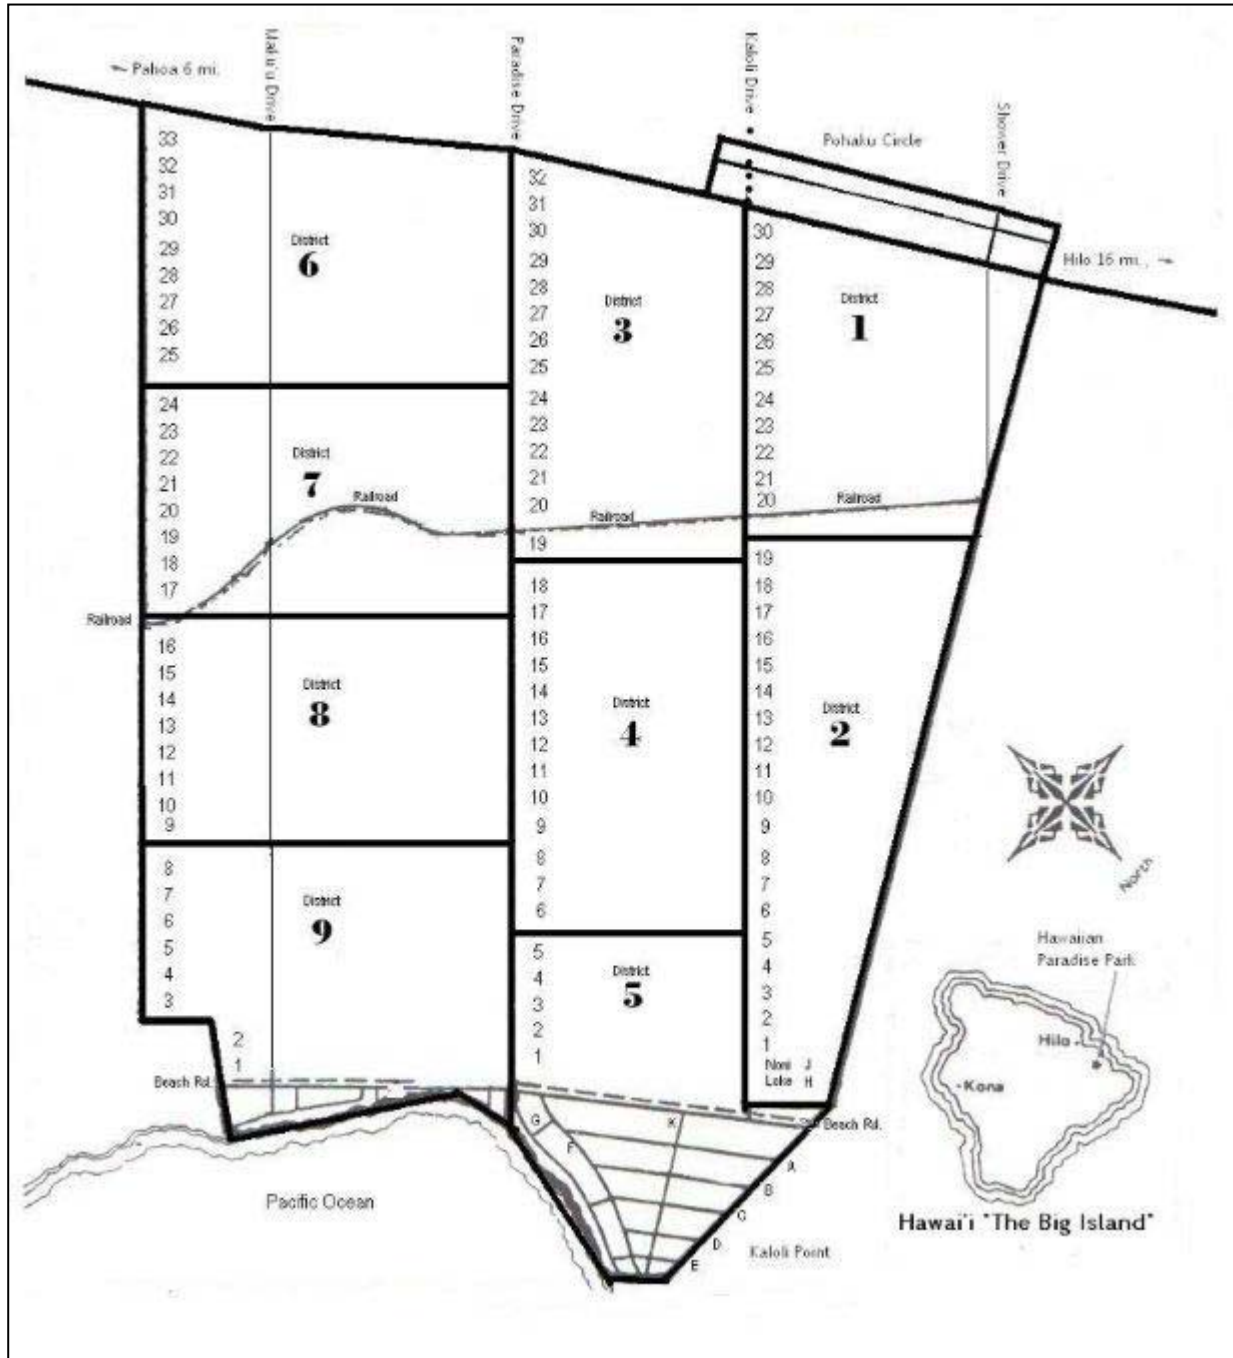 Maku'u Drive
Paradise Drive
Kaloli Drive
Shower Drive
Pahoa 6 mi.
Pohaku Circle
Hilo 16 mi.,
33
32
31
30
29
28
27
26
25
District
6
32
31
30
29
28
27
26
25
24
23
22
21
20
19
District
3
30
29
28
27
26
25
24
23
22
21
20
District
1
24
23
22
21
20
19
18
17
District
7
Railroad
Railroad
Railroad
Railroad
16
15
14
13
12
11
10
9
District
8
18
17
16
15
14
13
12
11
10
9
8
7
6
District
4
19
18
17
16
15
14
13
12
11
10
9
8
7
6
5
4
3
2
1
Noni J
Loke H
District
2
8
7
6
5
4
3
2
1
District
9
5
4
3
2
1
District
5
Beach Rd.
Beach Rd.
G
F
K
A
B
C
D
E
Pacific Ocean
Kaloli Point
North
Hawaiian
Paradise Park
Hilo
Kona
Hawai'i "The Big Island"